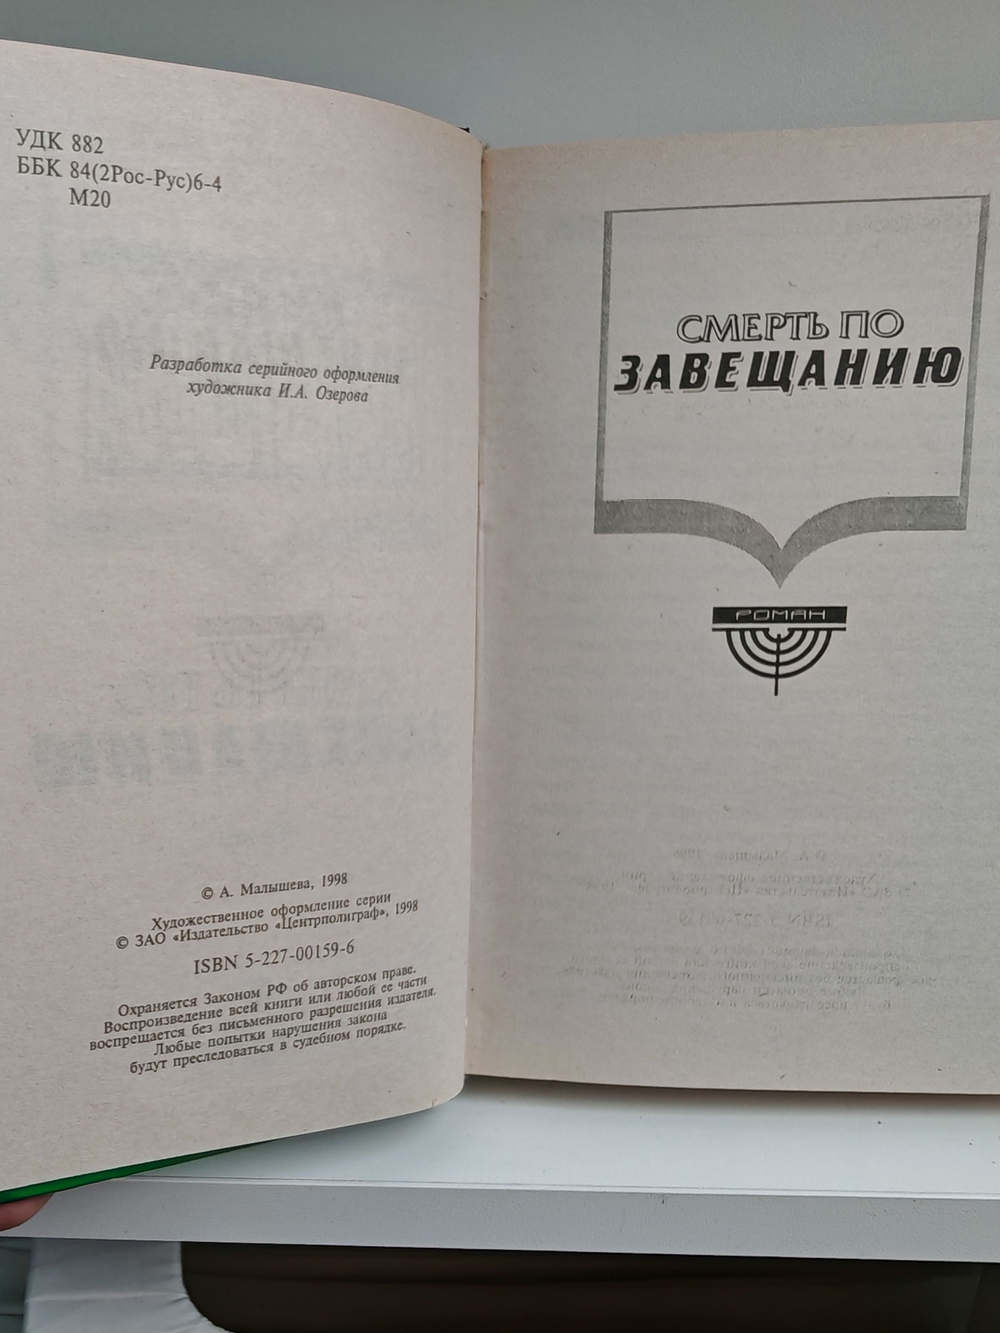 УДК 882
ББК 84(2Рос-Рус)6-4
М20
Разработка серийного оформления
художника И.А. Озерова
© А. Малышева, 1998
Художественное оформление серии
© ЗАО «Издательство «Центрполиграф», 1998
ISBN 5-227-00159-6
Охраняется Законом РФ об авторском праве.
Воспроизведение всей книги или любой ее части
воспрещается без письменного разрешения издателя.
Любые попытки нарушения закона
будут преследоваться в судебном порядке.
СМЕРТЬ ПО
ЗАВЕЩАНИЮ
РОМАН